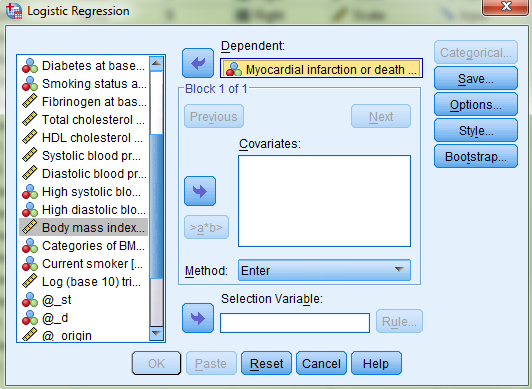 Logistic Regression
Diabetes at base...
Smoking status a...
Fibrinogen at bas...
Total cholesterol ...
HDL cholesterol ...
Systolic blood pr...
Diastolic blood pr...
High systolic blo...
High diastolic blo...
Body mass index...
Categories of BM...
Current smoker [...
Log (base 10) tri...
@_st
@_d
@_origin
Dependent:
Myocardial infarction or death ...
Block 1 of 1
Previous
Next
Covariates:
>a*b>
Method:
Enter
Selection Variable:
Rule...
Categorical...
Save...
Options...
Style...
Bootstrap...
OK
Paste
Reset
Cancel
Help